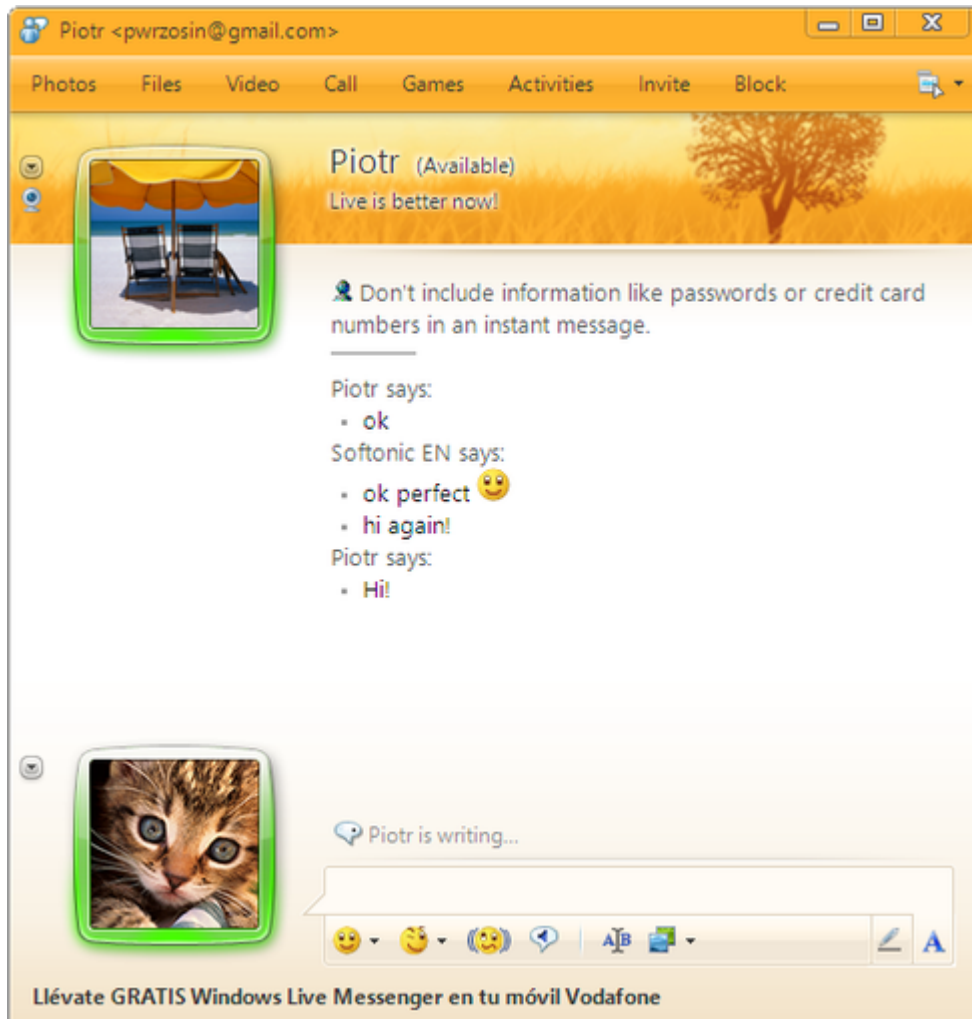 Piotr <pwrzosin@gmail.com>
Photos Files Video Call Games Activities Invite Block
Piotr (Available)
Live is better now!
Don't include information like passwords or credit card
numbers in an instant message.
Piotr says:
ok
Softonic EN says:
ok perfect
hi again!
Piotr says:
Hi!
Piotr is writing...
A B
A
Llévate GRATIS Windows Live Messenger en tu móvil Vodafone